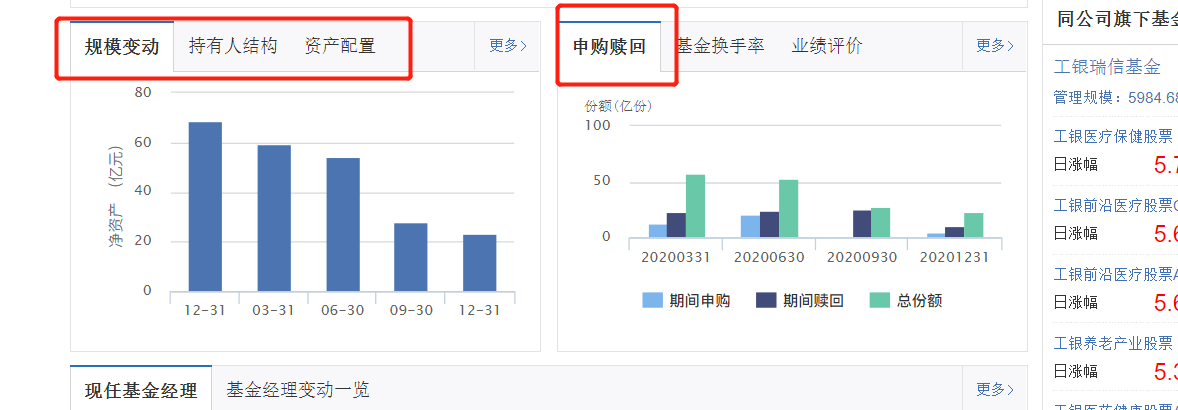 规模变动 持有人结构 资产配置 更多>
80
60
40
20
0
净资产 (亿元)
12-31 03-31 06-30 09-30 12-31
申购赎回 基金换手率 业绩评价 更多>
份额(亿份)
100
50
0
20200331 20200630 20200930 20201231
期间申购 期间赎回 总份额
现任基金经理 基金经理变动一览 更多>
同公司旗下基金
工银瑞信基金
管理规模：5984.68
工银医疗保健股票
日涨幅 5.7
工银前沿医疗股票C
日涨幅 5.6
工银前沿医疗股票A
日涨幅 5.6
工银养老产业股票
日涨幅 5.3